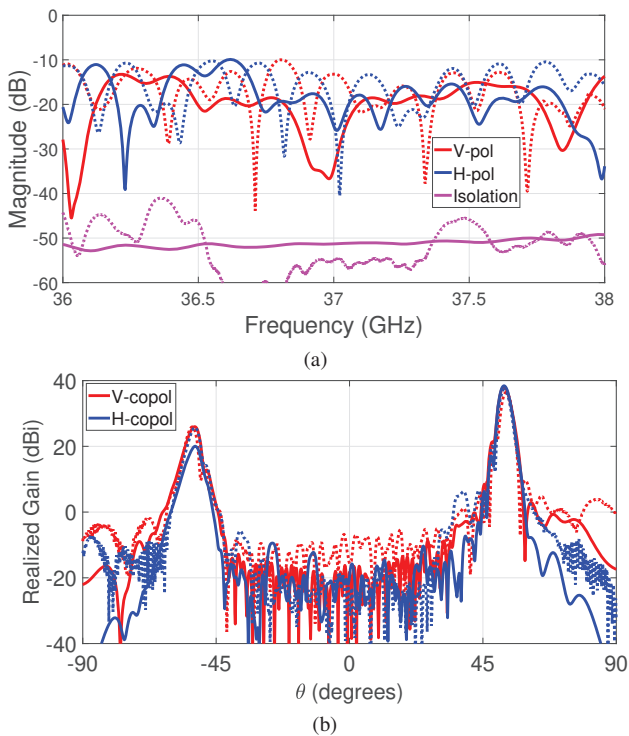 -10
-20
-30
-40
-50
-60
Magnitude (dB)
V-pol
H-pol
Isolation
36
36.5
37
37.5
38
Frequency (GHz)
(a)
40
20
0
-20
-40
Realized Gain (dBi)
V-copol
H-copol
-90
-45
0
45
90
θ (degrees)
(b)